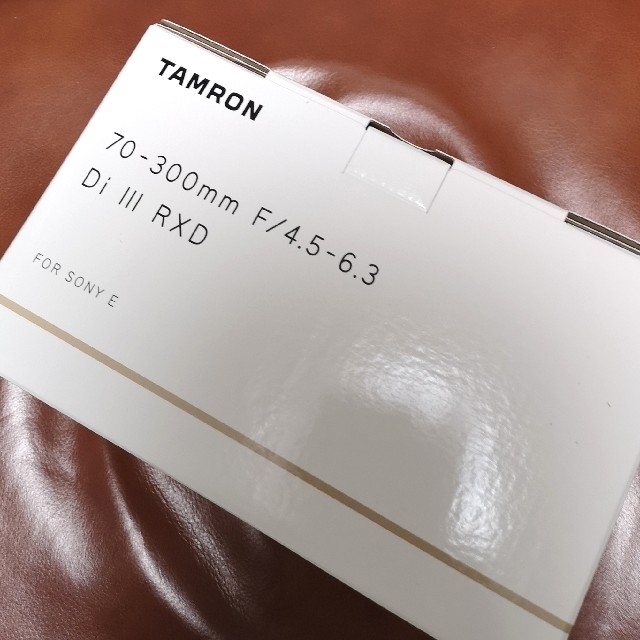 TAMRON
70-300mm F/4.5-6.3
Di III RXD
FOR SONY E